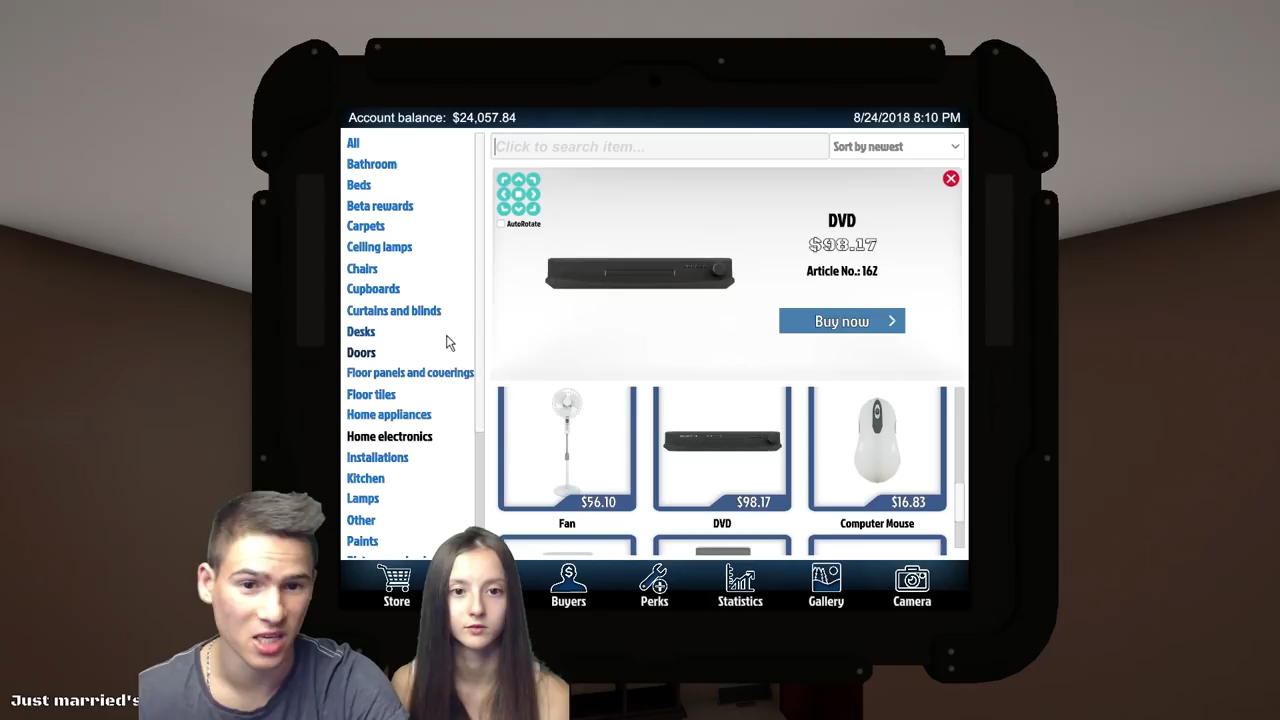 Account balance: $24,057.84
8/24/2018 8:10 PM
All
Bathroom
Beds
Beta rewards
Carpets
Ceiling lamps
Chairs
Cupboards
Curtains and blinds
Desks
Doors
Floor panels and coverings
Floor tiles
Home appliances
Home electronics
Installations
Kitchen
Lamps
Other
Paints
Click to search item...
Sort by newest
AutoRotate
DVD
$98.17
Article No.: 162
Buy now
$56.10
$98.17
$16.83
Fan
DVD
Computer Mouse
Store
Buyers
Perks
Statistics
Gallery
Camera
Just married's